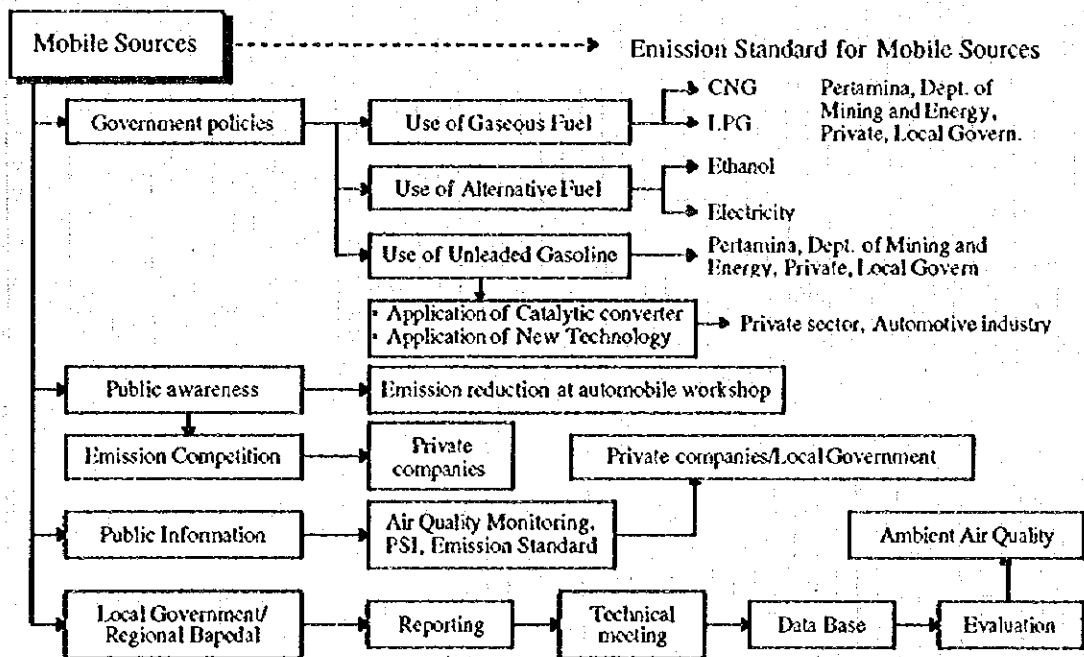 Mobile Sources
Emission Standard for Mobile Sources
Government policies
Use of Gaseous Fuel
CNG
LPG
Pertamina, Dept. of
Mining and Energy,
Private, Local Govern.
Use of Alternative Fuel
Ethanol
Electricity
Use of Unleaded Gasoline
Pertamina, Dept. of Mining and
Energy, Private, Local Govern
• Application of Catalytic converter
• Application of New Technology
Private sector, Automotive industry
Public awareness
Emission reduction at automobile workshop
Emission Competition
Private
companies
Private companies/Local Government
Public Information
Air Quality Monitoring,
PSI, Emission Standard
Ambient Air Quality
Local Government/
Regional Bapedal
Reporting
Technical
meeting
Data Base
Evaluation